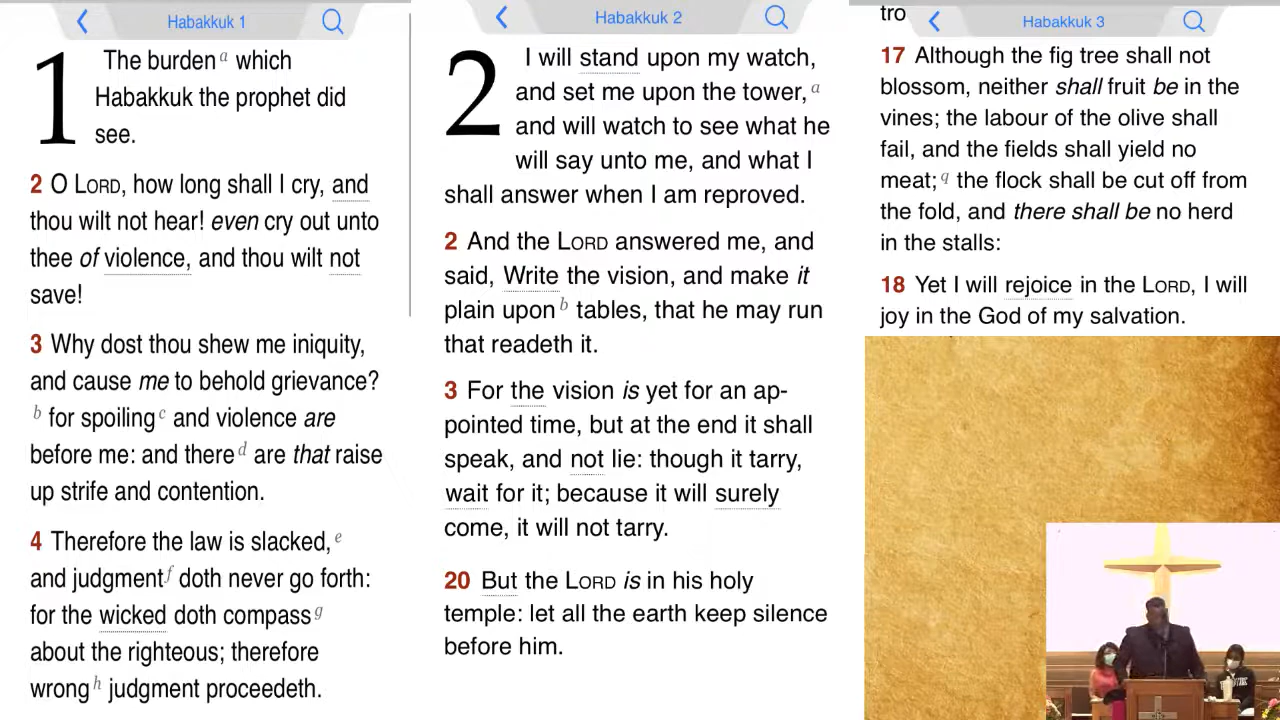 Habakkuk 1
1 The burden a which
Habakkuk the prophet did
see.
2 O LORD, how long shall I cry, and
thou wilt not hear! even cry out unto
thee of violence, and thou wilt not
save!
3 Why dost thou shew me iniquity,
and cause me to behold grievance?
b for spoiling c and violence are
before me: and there d are that raise
up strife and contention.
4 Therefore the law is slacked, e
and judgment f doth never go forth:
for the wicked doth compass g
about the righteous; therefore
wrong h judgment proceedeth.
Habakkuk 2
2 I will stand upon my watch,
and set me upon the tower, a
and will watch to see what he
will say unto me, and what I
shall answer when I am reproved.
2 And the LORD answered me, and
said, Write the vision, and make it
plain upon b tables, that he may run
that readeth it.
3 For the vision is yet for an ap-
pointed time, but at the end it shall
speak, and not lie: though it tarry,
wait for it; because it will surely
come, it will not tarry.
20 But the LORD is in his holy
temple: let all the earth keep silence
before him.
tro
Habakkuk 3
17 Although the fig tree shall not
blossom, neither shall fruit be in the
vines; the labour of the olive shall
fail, and the fields shall yield no
meat; q the flock shall be cut off from
the fold, and there shall be no herd
in the stalls:
18 Yet I will rejoice in the LORD, I will
joy in the God of my salvation.